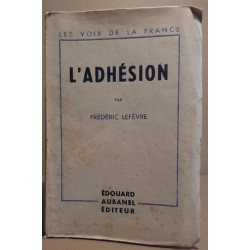 LES VOIX DE LA FRANCE
L'ADHÉSION
PAR
FRÉDÉRIC LEFÈVRE
ÉDOUARD
AUBANEL
ÉDITEUR